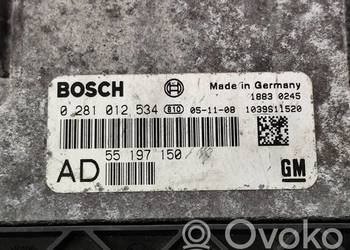 BOSCH
Made in Germany
1883 0245
0 281 012 534 610 05-11-08 1039S11520
AD 55 197 150
GM
OVOKO